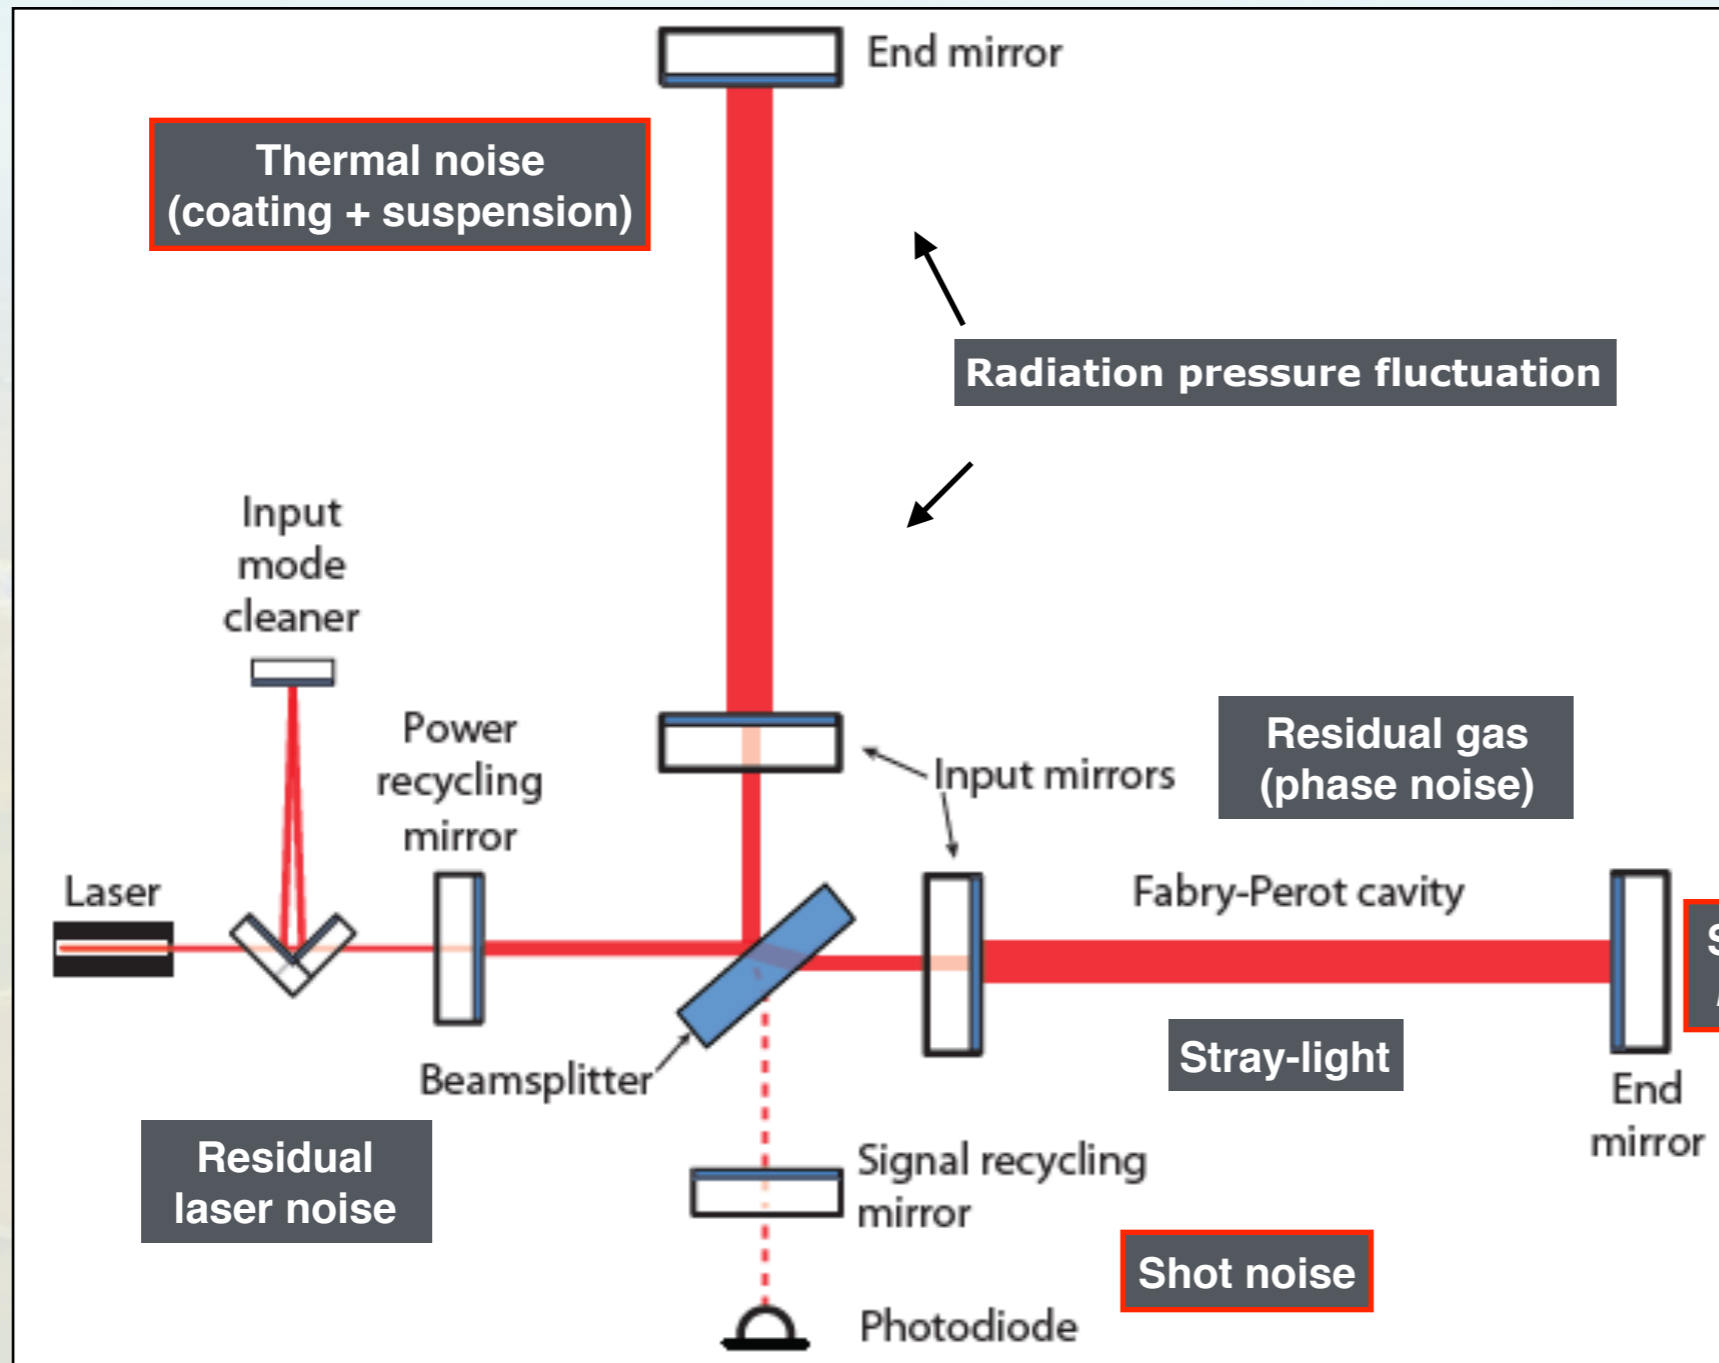 End mirror
Thermal noise
(coating + suspension)
Radiation pressure fluctuation
Input
mode
cleaner
Power
recycling
mirror
Input mirrors
Residual gas
(phase noise)
Laser
Fabry-Perot cavity
Beamsplitter
Stray-light
End
mirror
Residual
laser noise
Signal recycling
mirror
Shot noise
Photodiode